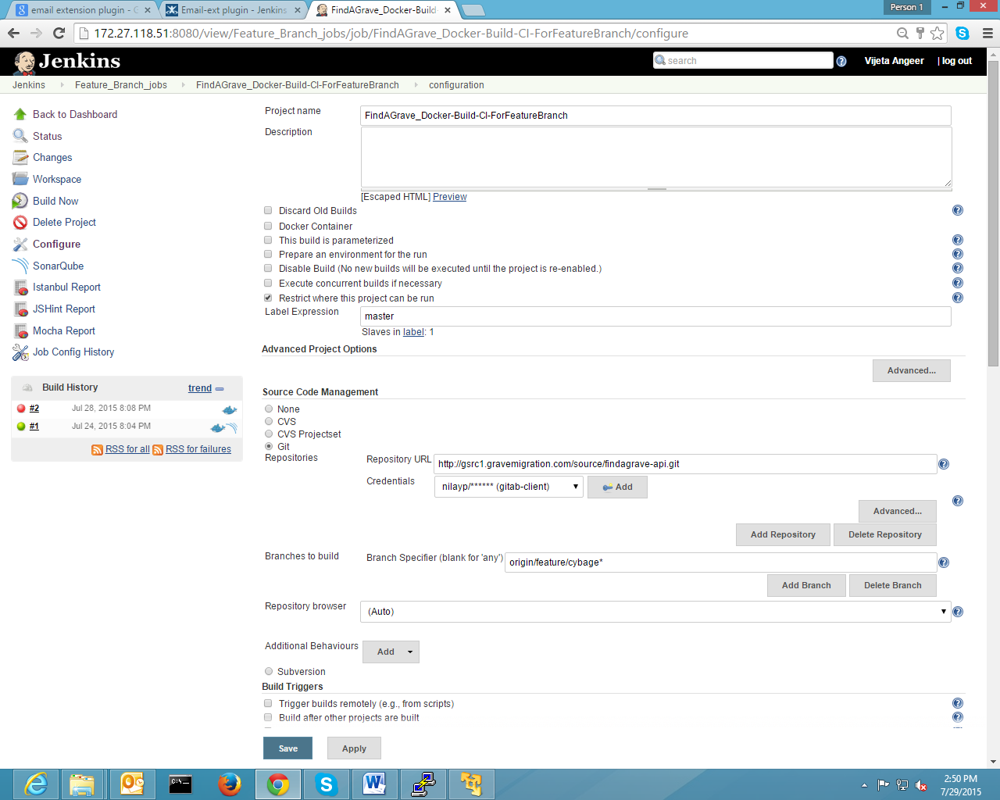 email extension plugin - G
Email-ext plugin - Jenkins
FindAGrave_Docker-Build-
Person 1
172.27.118.51:8080/view/Feature_Branch_jobs/job/FindAGrave_Docker-Build-CI-ForFeatureBranch/configure
Jenkins
search
Vijeta Angeer
| log out
Jenkins
Feature_Branch_jobs
FindAGrave_Docker-Build-CI-ForFeatureBranch
configuration
Back to Dashboard
Status
Changes
Workspace
Build Now
Delete Project
Configure
SonarQube
Istanbul Report
JSHint Report
Mocha Report
Job Config History
Build History
trend
#2 Jul 28, 2015 8:08 PM
#1 Jul 24, 2015 8:04 PM
RSS for all RSS for failures
Project name
FindAGrave_Docker-Build-CI-ForFeatureBranch
Description
[Escaped HTML] Preview
Discard Old Builds
Docker Container
This build is parameterized
Prepare an environment for the run
Disable Build (No new builds will be executed until the project is re-enabled.)
Execute concurrent builds if necessary
Restrict where this project can be run
Label Expression
master
Slaves in label: 1
Advanced Project Options
Advanced...
Source Code Management
None
CVS
CVS Projectset
Git
Repositories
Repository URL
http://gsrc1.gravemigration.com/source/findagrave-api.git
Credentials
nilayp/****** (gitab-client)
Add
Advanced...
Add Repository
Delete Repository
Branches to build
Branch Specifier (blank for 'any')
origin/feature/cybage*
Add Branch
Delete Branch
Repository browser
(Auto)
Additional Behaviours
Add
Subversion
Build Triggers
Trigger builds remotely (e.g., from scripts)
Build after other projects are built
Save
Apply
2:50 PM
7/29/2015